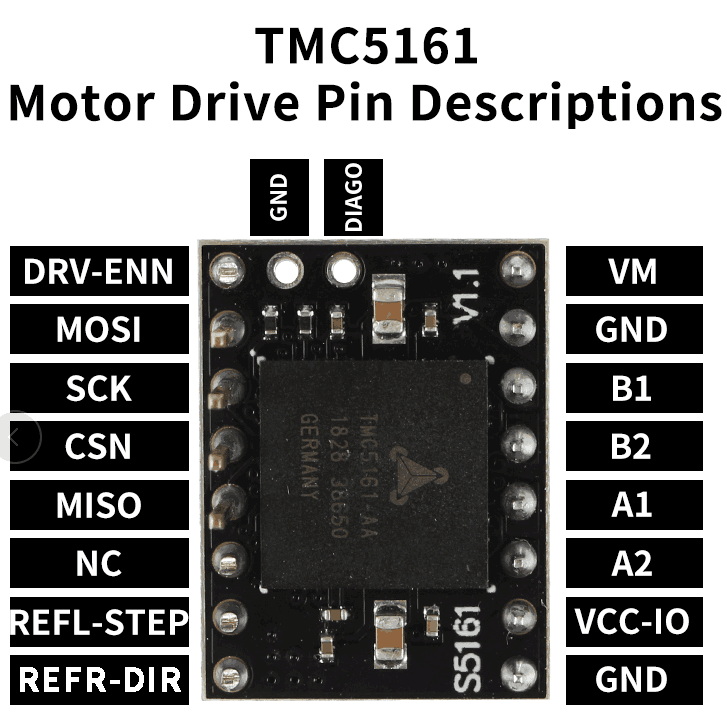 TMC5161
Motor Drive Pin Descriptions
GND
DIAGO
DRV-ENN
VM
MOSI
GND
SCK
B1
CSN
B2
MISO
A1
NC
A2
REFL-STEP
VCC-IO
REFR-DIR
GND
V1.1
TMC5161-AA
1828 38650
GERMANY
S5161